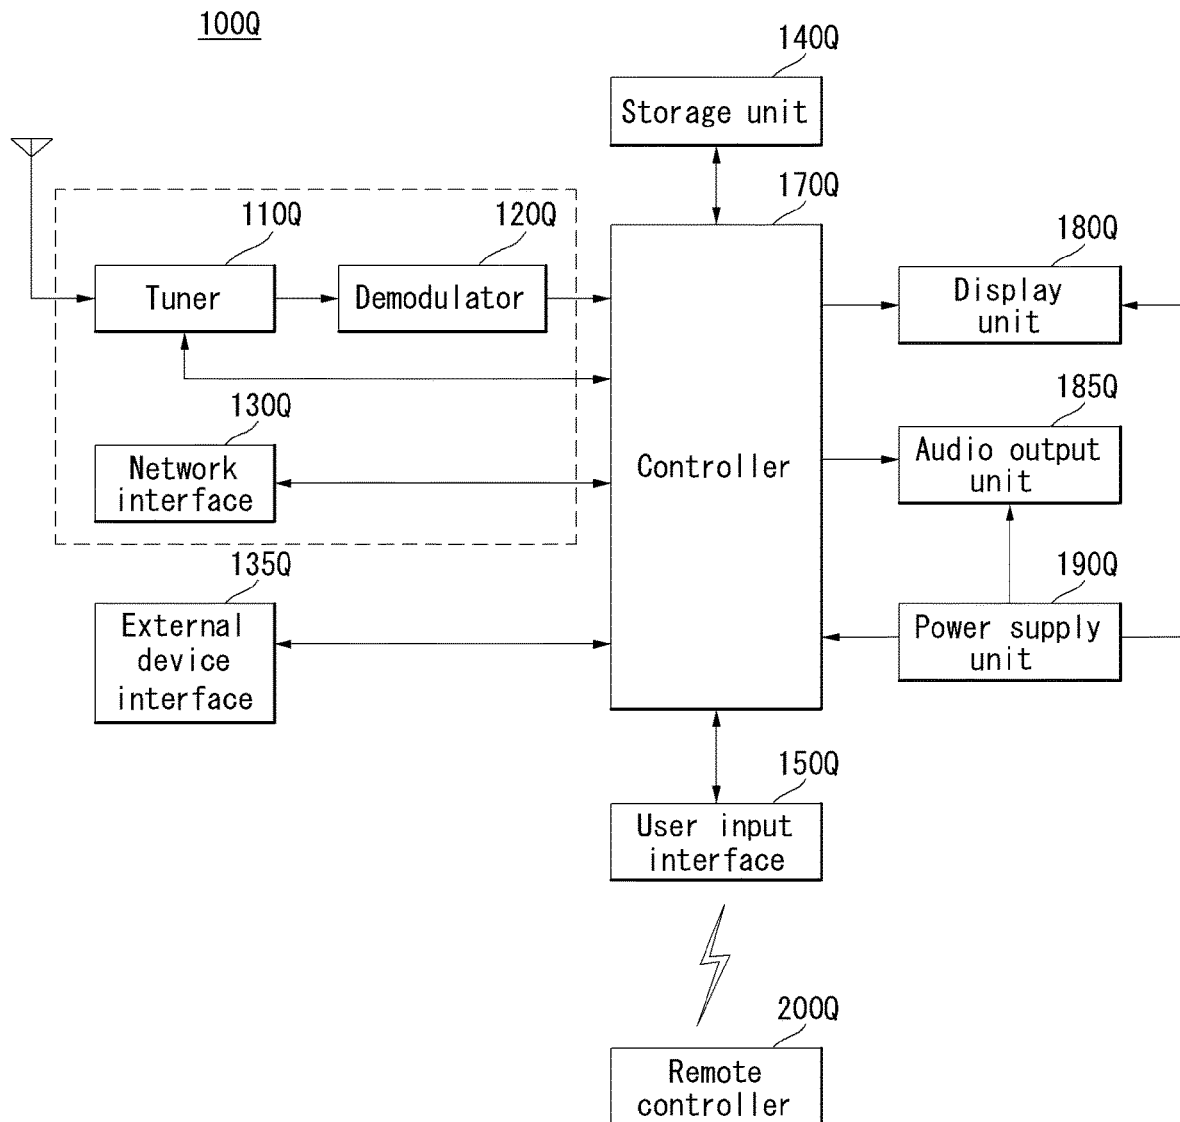 100Q
140Q
Storage unit
110Q
120Q
170Q
180Q
Tuner
Demodulator
Display
unit
130Q
185Q
Network
interface
Controller
Audio output
unit
135Q
190Q
External
device
interface
Power supply
unit
150Q
User input
interface
200Q
Remote
controller